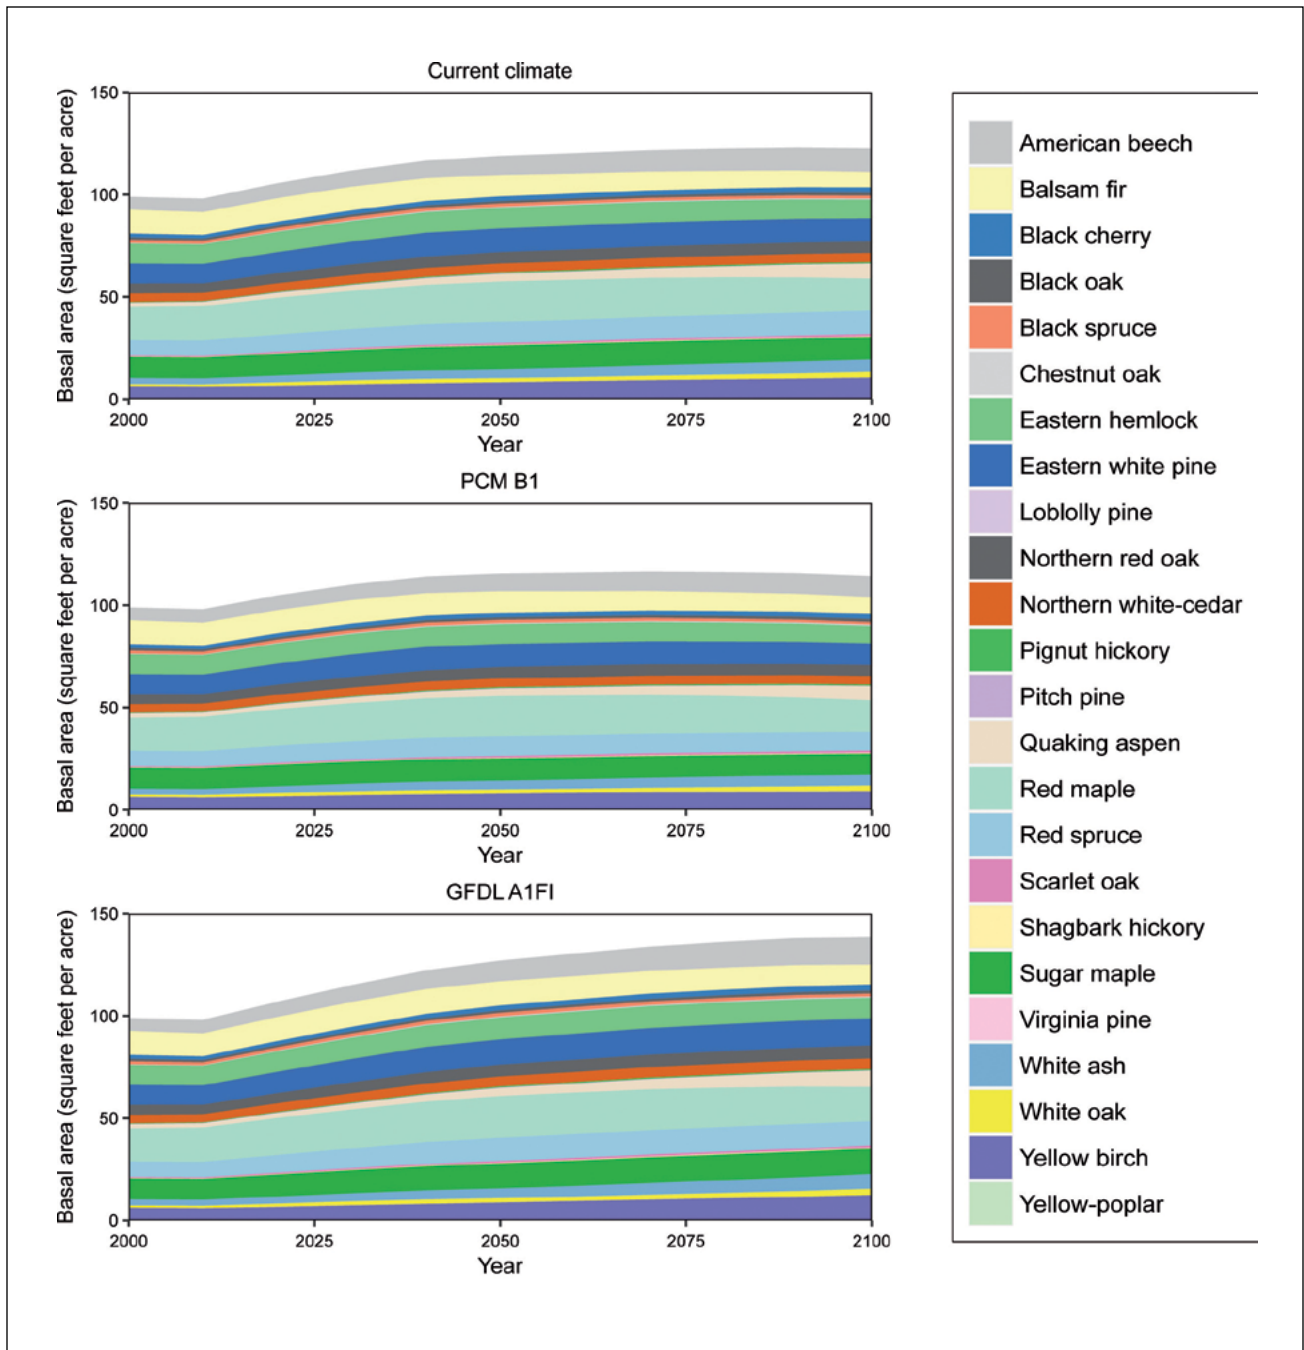 Current climate
Basal area (square feet per acre)
150
100
50
0
2000 2025 2050 2075 2100
Year
PCM B1
Basal area (square feet per acre)
150
100
50
0
2000 2025 2050 2075 2100
Year
GFDL A1FI
Basal area (square feet per acre)
150
100
50
0
2000 2025 2050 2075 2100
Year
American beech
Balsam fir
Black cherry
Black oak
Black spruce
Chestnut oak
Eastern hemlock
Eastern white pine
Loblolly pine
Northern red oak
Northern white-cedar
Pignut hickory
Pitch pine
Quaking aspen
Red maple
Red spruce
Scarlet oak
Shagbark hickory
Sugar maple
Virginia pine
White ash
White oak
Yellow birch
Yellow-poplar